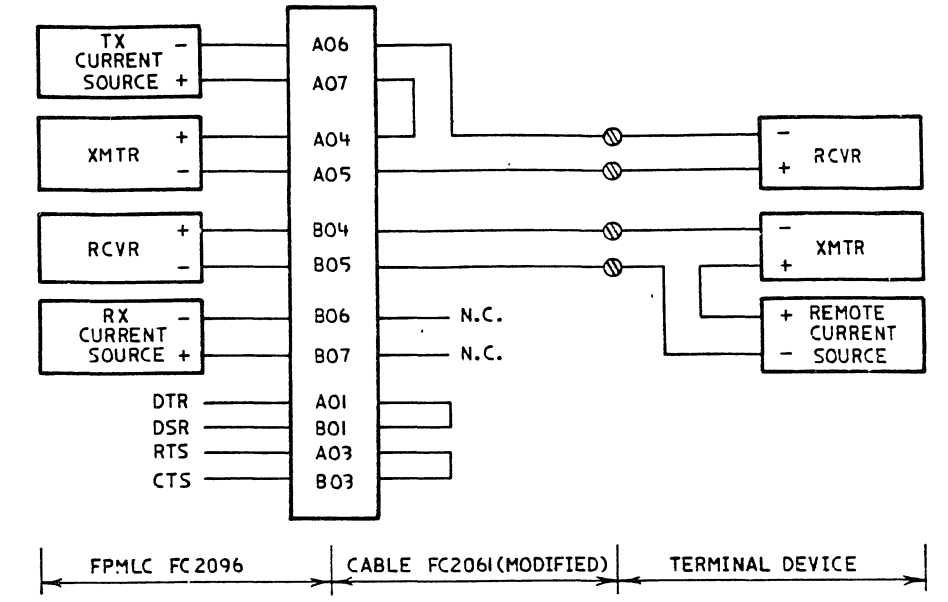 TX - A06
CURRENT
SOURCE + A07
+ A04 - RCVR
XMTR
- A05 +
+ B04 - XMTR
RCVR
- B05 +
RX - B06 N.C. + REMOTE
CURRENT CURRENT
SOURCE + B07 N.C. - SOURCE
DTR A01
DSR B01
RTS A03
CTS B03
FPMLC FC2096 CABLE FC2061(MODIFIED) TERMINAL DEVICE